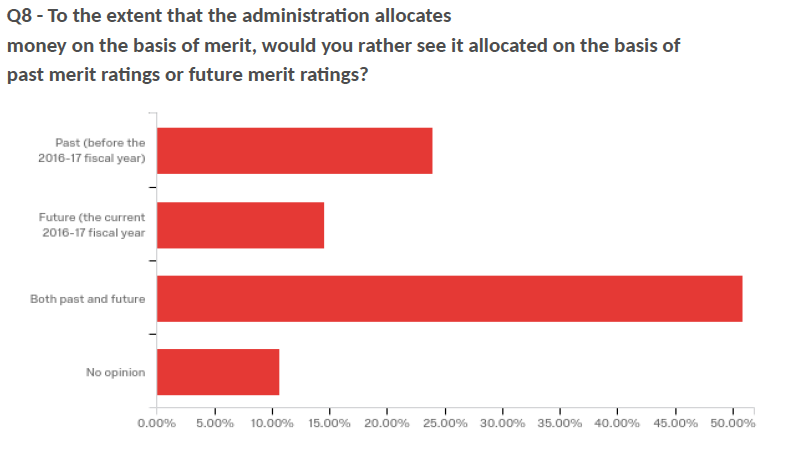 Q8 - To the extent that the administration allocates
money on the basis of merit, would you rather see it allocated on the basis of
past merit ratings or future merit ratings?
Past (before the
2016-17 fiscal year)
Future (the current
2016-17 fiscal year
Both past and future
No opinion
0.00% 5.00% 10.00% 15.00% 20.00% 25.00% 30.00% 35.00% 40.00% 45.00% 50.00%